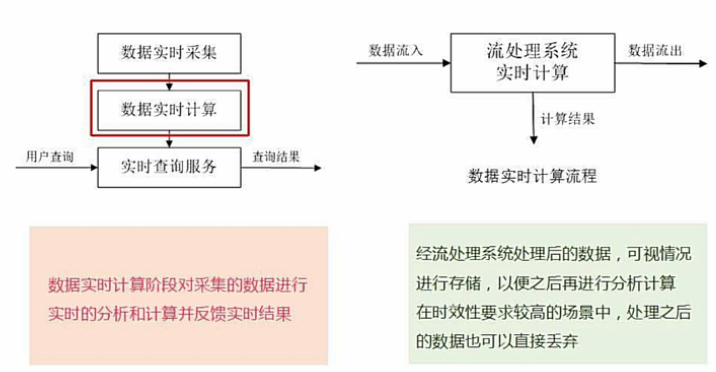 数据实时采集
数据实时计算
用户查询
实时查询服务
查询结果
数据流入
流处理系统
实时计算
数据流出
计算结果
数据实时计算流程
数据实时计算阶段对采集的数据进行
实时的分析和计算并反馈实时结果
经流处理系统处理后的数据，可视情况
进行存储，以便之后再进行分析计算
在时效性要求较高的场景中，处理之后
的数据也可以直接丢弃